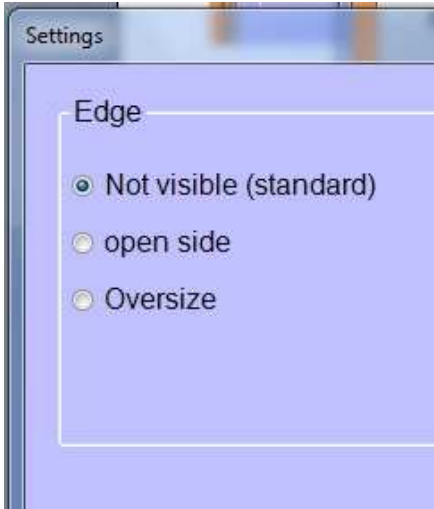 Settings
Edge
Not visible (standard)
open side
Oversize